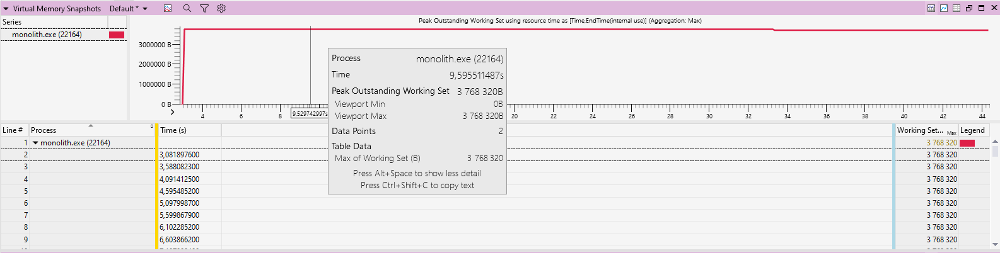 Virtual Memory Snapshots Default *
Series
monolith.exe (22164)
Peak Outstanding Working Set using resource time as [Time,EndTime(internal use)] (Aggregation: Max)
3000000 B
2000000 B
1000000 B
0 B
4 6 8 20 22 24 26 28 30 32 34 36 38 40 42 44
9,529742997s
Process monolith.exe (22164)
Time 9,595511487s
Peak Outstanding Working Set 3 768 320B
Viewport Min 0B
Viewport Max 3 768 320B
Data Points 2
Table Data
Max of Working Set (B) 3 768 320
Press Alt+Space to show less detail
Press Ctrl+Shift+C to copy text
Line # Process 0 Time (s) Working Set... Max Legend
1 monolith.exe (22164) 3 768 320
2 3,081897600 3 768 320
3 3,588082300 3 768 320
4 4,091412500 3 768 320
5 4,595485200 3 768 320
6 5,097998700 3 768 320
7 5,599867900 3 768 320
8 6,102285200 3 768 320
9 6,603866200 3 768 320